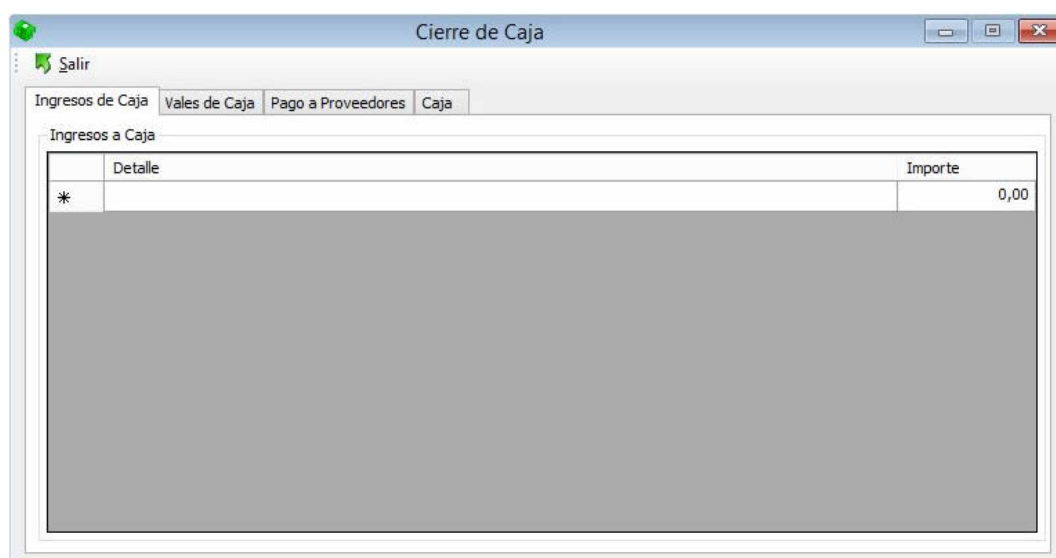 Cierre de Caja
Salir
Ingresos de Caja Vales de Caja Pago a Proveedores Caja
Ingresos a Caja
Detalle Importe
* 0,00